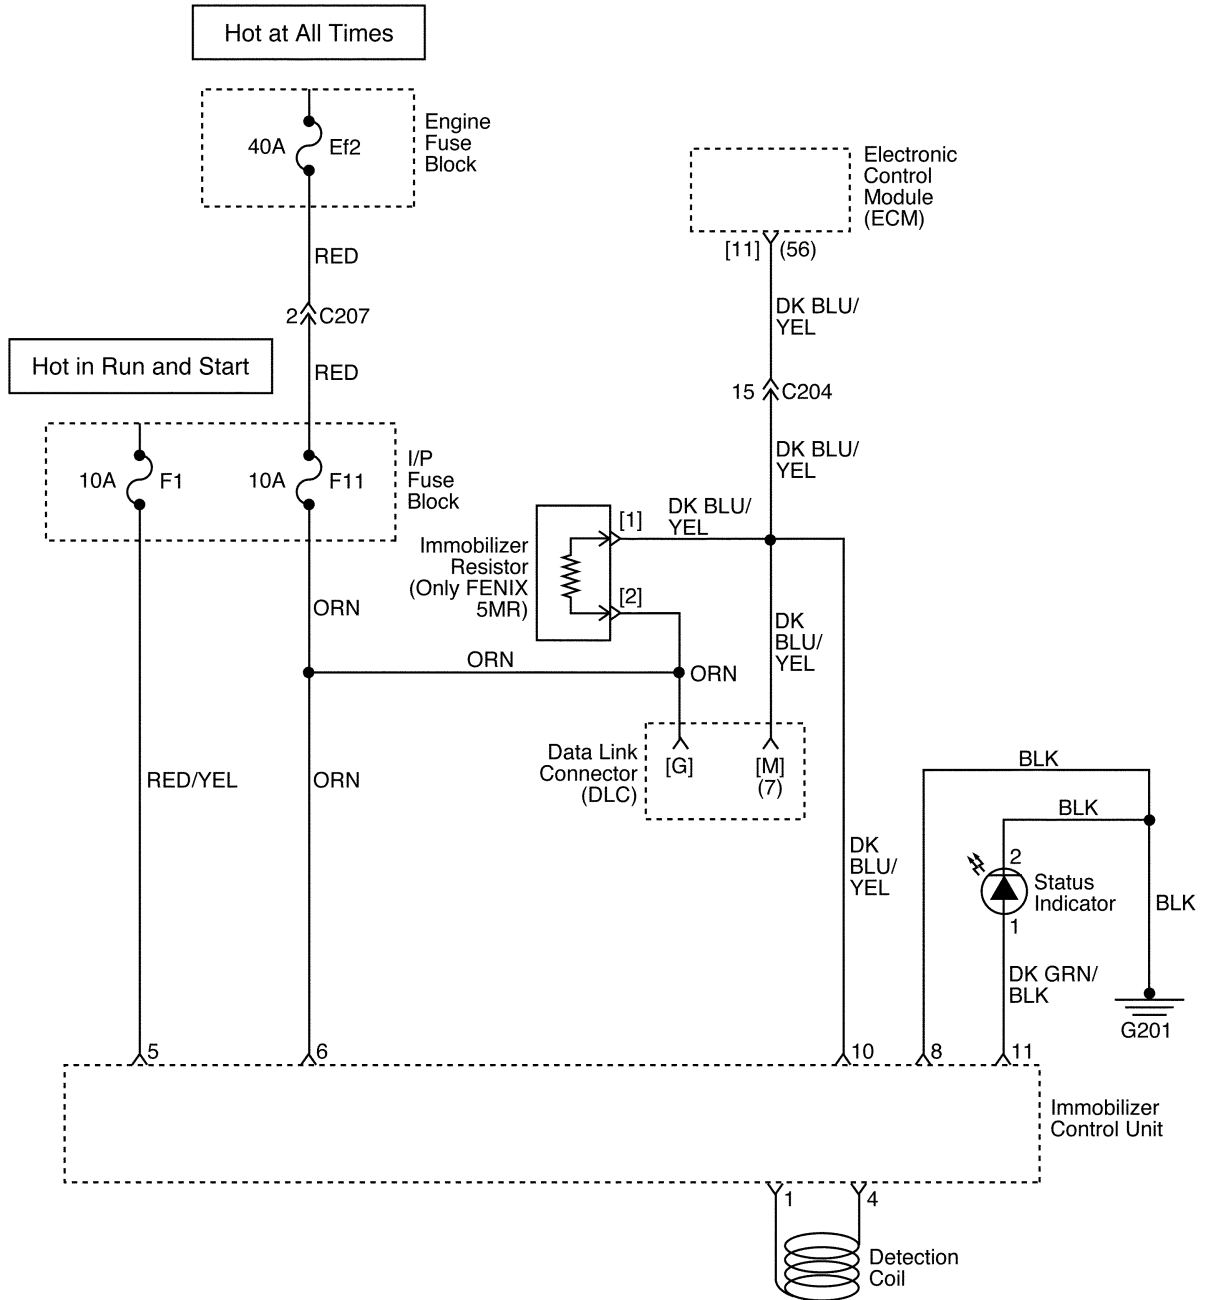 Hot at All Times
40A
Ef2
Engine
Fuse
Block
Electronic
Control
Module
(ECM)
[11]
(56)
RED
DK BLU/
YEL
2
C207
Hot in Run and Start
RED
15
C204
DK BLU/
YEL
10A
F1
10A
F11
I/P
Fuse
Block
DK BLU/
YEL
[1]
Immobilizer
Resistor
(Only FENIX
5MR)
[2]
ORN
DK
BLU/
YEL
ORN
ORN
Data Link
Connector
(DLC)
[G]
[M]
(7)
RED/YEL
ORN
BLK
BLK
DK
BLU/
YEL
2
Status
Indicator
1
BLK
DK GRN/
BLK
G201
5
6
10
8
11
Immobilizer
Control Unit
1
4
Detection
Coil